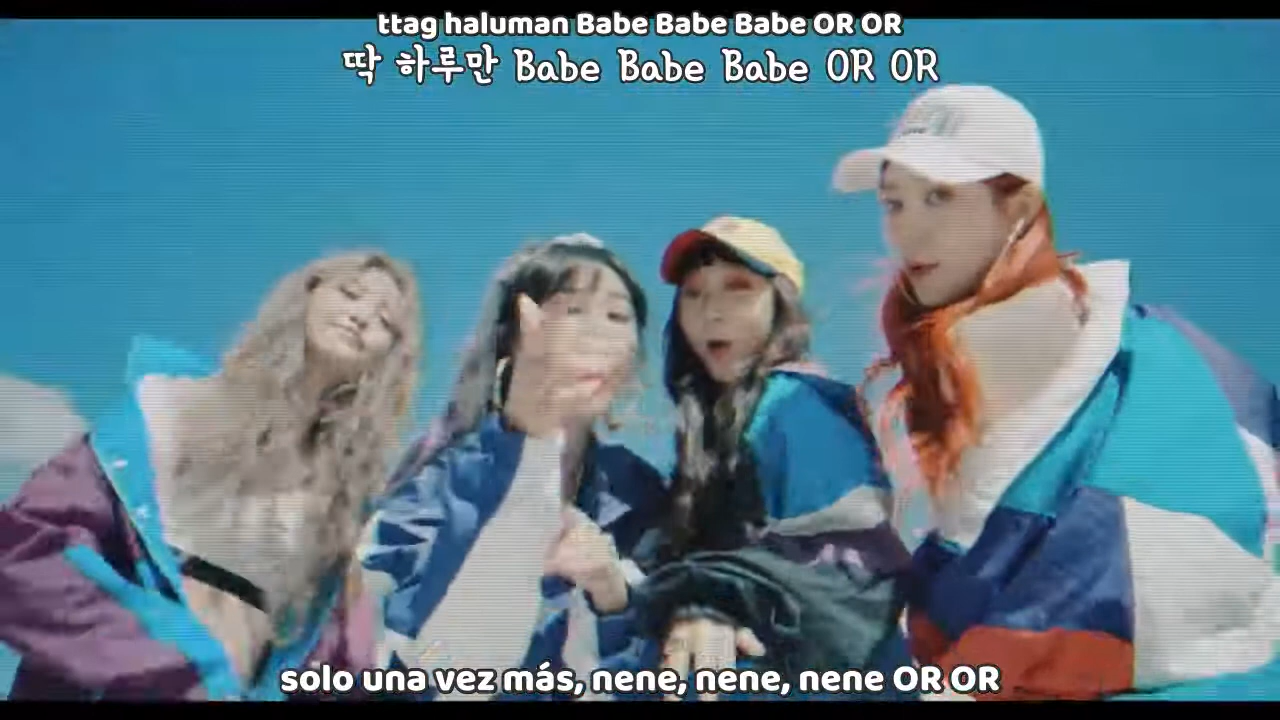 ttag haluman Babe Babe Babe OR OR
딱 하루만 Babe Babe Babe OR OR
solo una vez más, nene, nene, nene OR OR